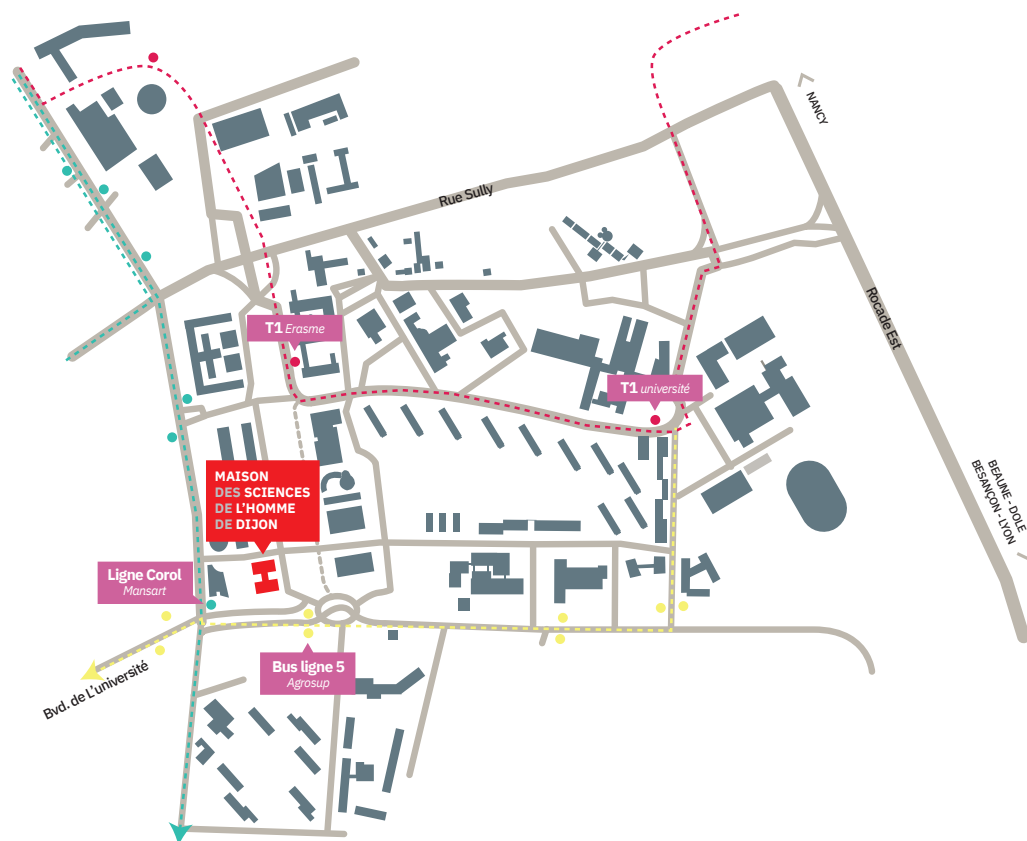 NANCY
Rue Sully
Rocade Est
T1 Erasme
T1 université
MAISON
DES SCIENCES
DE L'HOMME
DE DIJON
BEAUNE - DOLE
BESANÇON - LYON
Ligne Corol
Mansart
Bus ligne 5
Agrosup
Bvd. de L'université